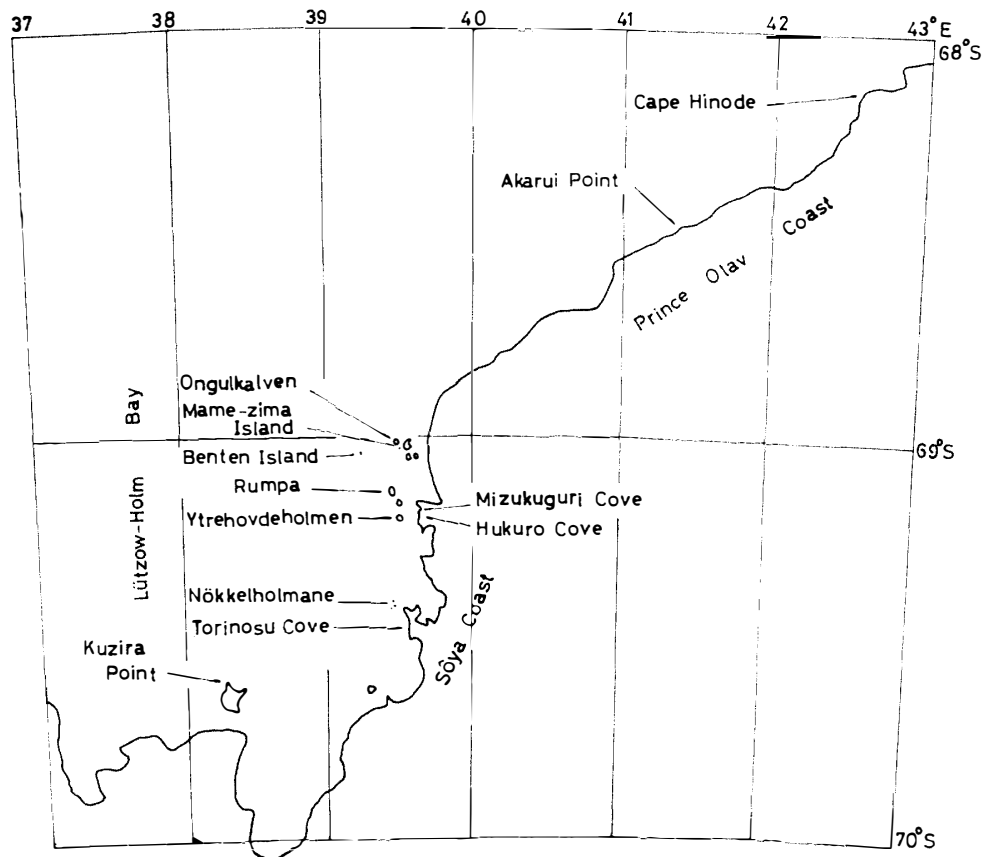 37 38 39 40 41 42 43°E
68°S
Cape Hinode
Akarui Point
Prince Olav Coast
Ongulkalven
Mame-zima
Island
Benten Island
69°S
Rumpa
Mizukuguri Cove
Ytrehovdeholmen
Hukuro Cove
Lützow-Holm Bay
Nökkelholmane
Torinosu Cove
Sôya Coast
Kuzira
Point
70°S